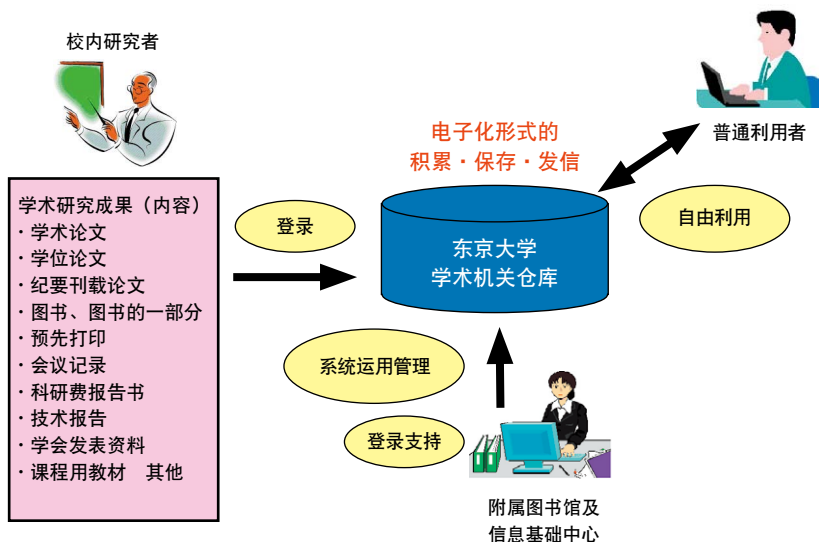 校内研究者
学术研究成果（内容）
・学术论文
・学位论文
・纪要刊载论文
・图书、图书的一部分
・预先打印
・会议记录
・科研费报告书
・技术报告
・学会发表资料
・课程用教材　其他
登录
电子化形式的
积累・保存・发信
东京大学
学术机关仓库
普通利用者
自由利用
系统运用管理
登录支持
附属图书馆及
信息基础中心